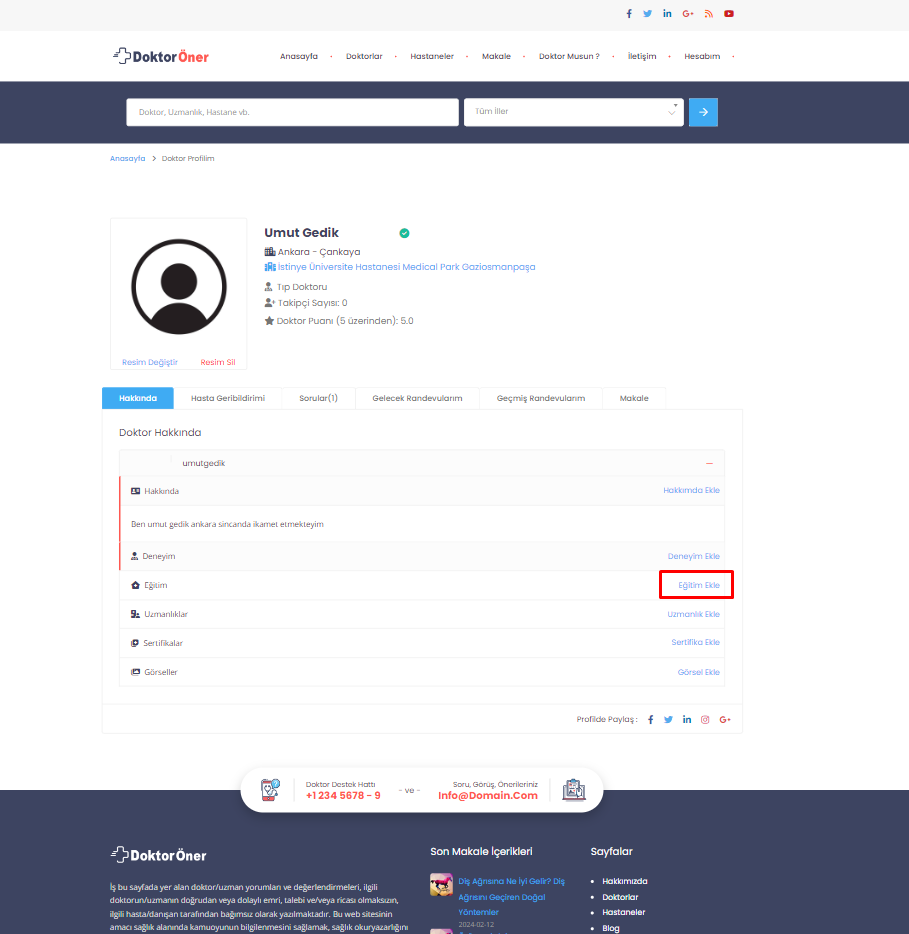 DoktorÖner
Anasayfa Doktorlar Hastaneler Makale Doktor Musun ? İletişim Hesabım
Doktor, Uzmanlık, Hastane vb. Tüm İller
Anasayfa > Doktor Profilim
Umut Gedik
Ankara - Çankaya
İstinye Üniversite Hastanesi Medical Park Gaziosmanpaşa
Tıp Doktoru
Takipçi Sayısı: 0
Doktor Puanı (5 üzerinden): 5.0
Resim Değiştir Resim Sil
Hakkında Hasta Geribildirimi Sorular(1) Gelecek Randevularım Geçmiş Randevularım Makale
Doktor Hakkında
umutgedik
Hakkında Hakkımda Ekle
Ben umut gedik ankara sincanda ikamet etmekteyim
Deneyim Deneyim Ekle
Eğitim Eğitim Ekle
Uzmanlıklar Uzmanlık Ekle
Sertifikalar Sertifika Ekle
Görseller Görsel Ekle
Profilde Paylaş :
Doktor Destek Hattı
+1 234 5678 - 9
- ve -
Soru, Görüş, Önerileriniz
Info@Domain.Com
DoktorÖner
İş bu sayfada yer alan doktor/uzman yorumları ve değerlendirmeleri, ilgili
doktorun/uzmanın doğrudan veya dolaylı emri, talebi ve/veya ricası olmaksızın,
ilgili hasta/danışan tarafından bağımsız olarak yazılmaktadır. Bu web sitesinin
amacı sağlık alanında kamuoyunun bilgilenmesini sağlamak, sağlık okuryazarlığını
Son Makale İçerikleri
Diş Ağrısına Ne İyi Gelir? Diş
Ağrısını Geçiren Doğal
Yöntemler
2024-02-12
Sayfalar
Hakkımızda
Doktorlar
Hastaneler
Blog